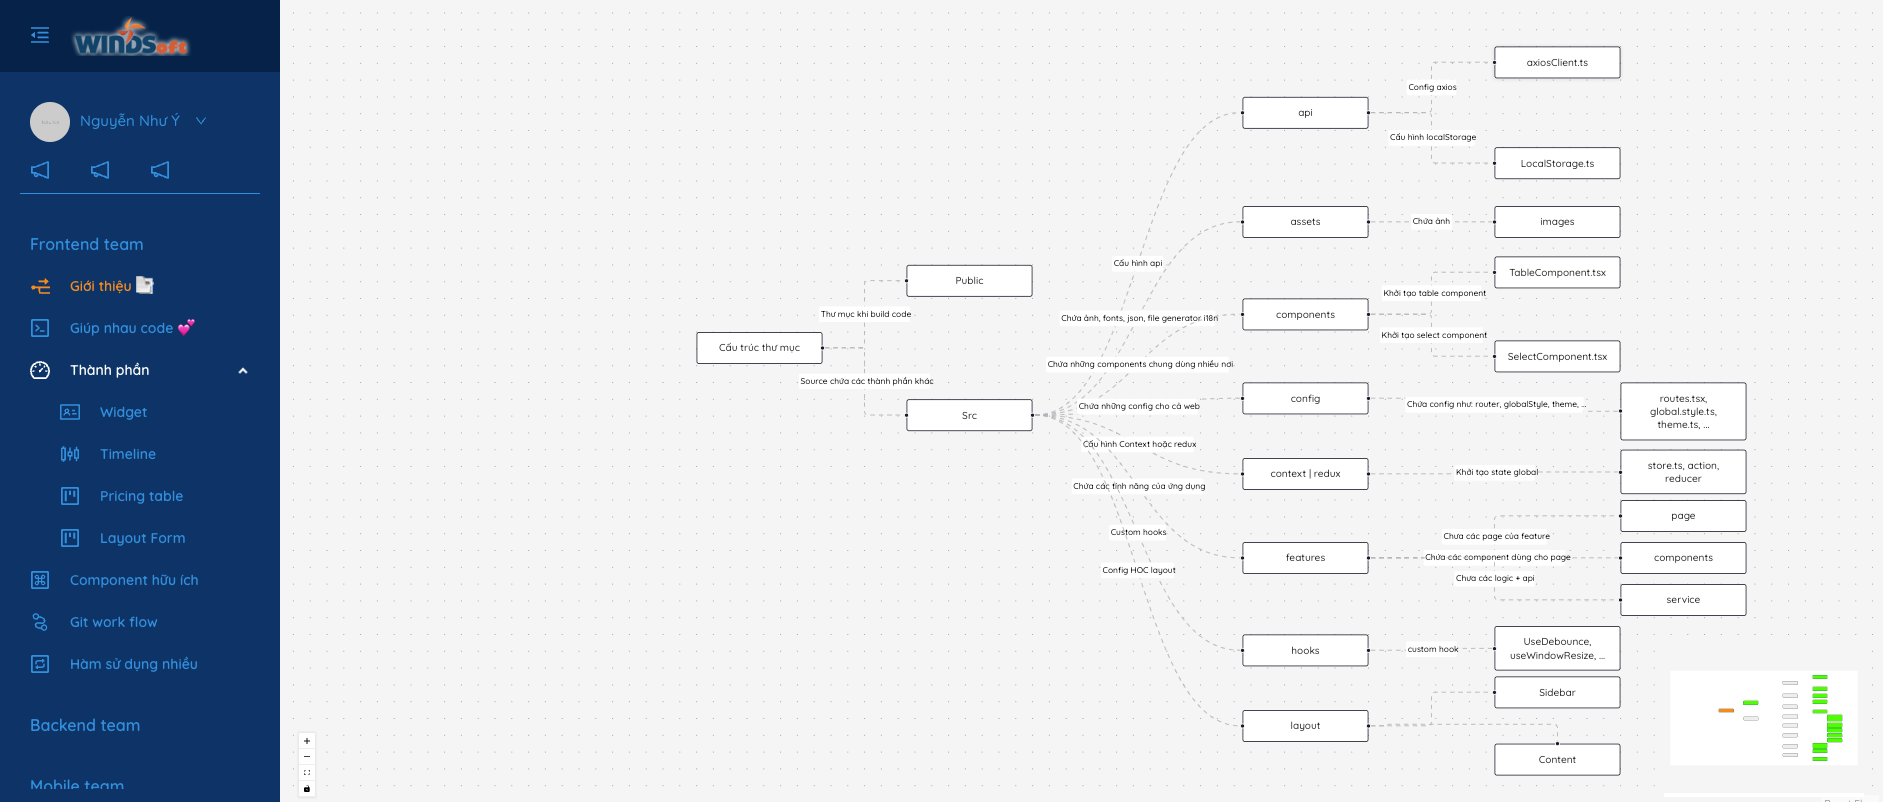 WINDSoft
Nguyễn Như Ý
Frontend team
Giới thiệu
Giúp nhau code
Thành phần
Widget
Timeline
Pricing table
Layout Form
Component hữu ích
Git work flow
Hàm sử dụng nhiều
Backend team
Mobile team
Cấu trúc thư mục
Thư mục khi build code
Source chứa các thành phần khác
Public
Src
Cấu hình api
Chứa ảnh, fonts, json, file generator i18n
Chứa những components chung dùng nhiều nơi
Chứa những config cho cả web
Cấu hình Context hoặc redux
Chứa các tính năng của ứng dụng
Custom hooks
Config HOC layout
api
Config axios
Cấu hình localStorage
axiosClient.ts
LocalStorage.ts
assets
Chứa ảnh
images
components
Khởi tạo table component
Khởi tạo select component
TableComponent.tsx
SelectComponent.tsx
config
Chứa config như: router, globalStyle, theme, ...
routes.tsx,
global.style.ts,
theme.ts, ...
context | redux
Khởi tạo state global
store.ts, action,
reducer
features
Chưa các page của feature
Chứa các component dùng cho page
Chưa các logic + api
page
components
service
hooks
custom hook
UseDebounce,
useWindowResize, ...
layout
Sidebar
Content